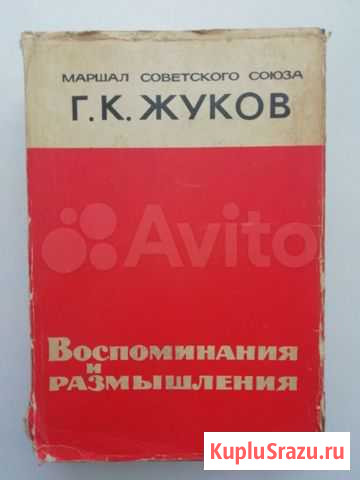 МАРШАЛ СОВЕТСКОГО СОЮЗА
Г.К. ЖУКОВ
Avito
Воспоминания
и
размышления
KupluSrazu.ru